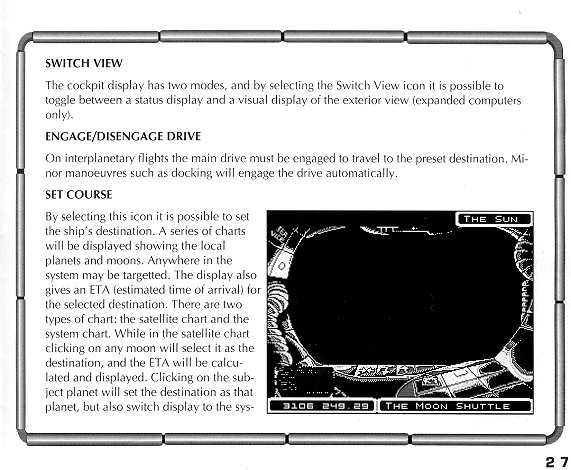 SWITCH VIEW
The cockpit display has two modes, and by selecting the Switch View icon it is possible to
toggle between a status display and a visual display of the exterior view (expanded computers
only).
ENGAGE/DISENGAGE DRIVE
On interplanetary flights the main drive must be engaged to travel to the preset destination. Mi-
nor manoeuvres such as docking will engage the drive automatically.
SET COURSE
By selecting this icon it is possible to set
the ship's destination. A series of charts
will be displayed showing the local
planets and moons. Anywhere in the
system may be targetted. The display also
gives an ETA (estimated time of arrival) for
the selected destination. There are two
types of chart: the satellite chart and the
system chart. While in the satellite chart
clicking on any moon will select it as the
destination, and the ETA will be calcu-
lated and displayed. Clicking on the sub-
ject planet will set the destination as that
planet, but also switch display to the sys-
THE SUN
3106 249.29
THE MOON SHUTTLE
27